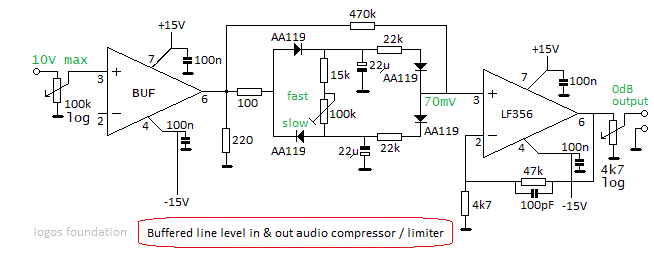 470k
+15V
AA119
22k
+15V
10V max
7
100n
22µ
AA119
7
100n
3
+
15k
+
BUF
6
100
fast
100k
70mV
3
+
LF356
6
0dB
output
100k
log
2
-
4
100n
220
slow
AA119
22µ
22k
AA119
2
-
4
100n
47k
4k7
log
-15V
4k7
100pF
-15V
logos foundation
Buffered line level in & out audio compressor / limiter